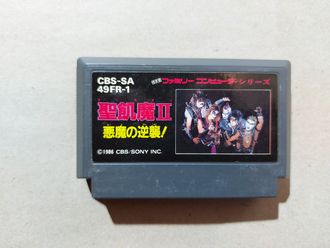 CBS-SA
49FR-1
ファミリーコンピュータ・シリーズ
聖飢魔II
悪魔の逆襲!
©1986 CBS/SONY INC.